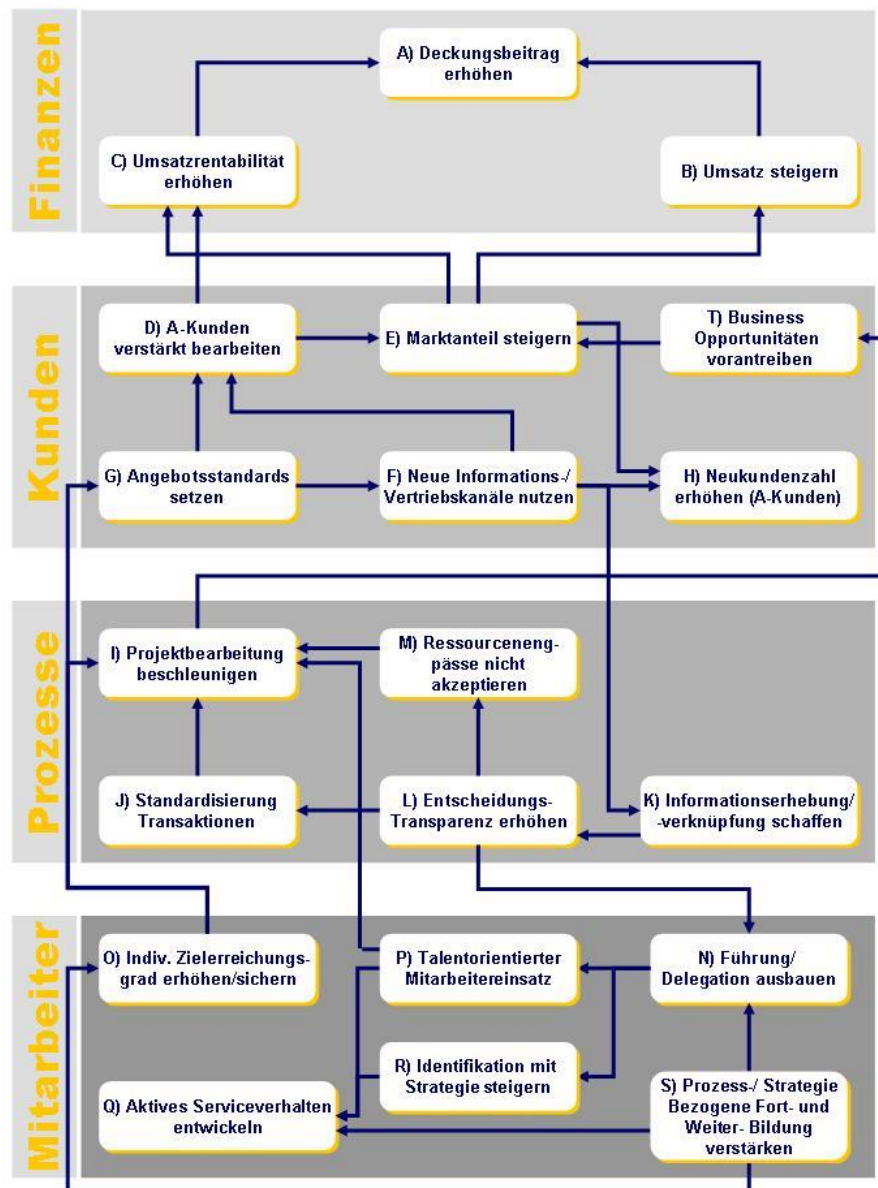 Finanzen
A) Deckungsbeitrag
erhöhen
C) Umsatzrentabilität
erhöhen
B) Umsatz steigern
Kunden
D) A-Kunden
verstärkt bearbeiten
E) Marktanteil steigern
T) Business
Opportunitäten
vorantreiben
G) Angebotsstandards
setzen
F) Neue Informations-/
Vertriebskanäle nutzen
H) Neukundenzahl
erhöhen (A-Kunden)
Prozesse
I) Projektbearbeitung
beschleunigen
M) Ressourceneng-
pässe nicht
akzeptieren
J) Standardisierung
Transaktionen
L) Entscheidungs-
Transparenz erhöhen
K) Informationserhebung/
-verknüpfung schaffen
Mitarbeiter
O) Indiv. Zielerreichungs-
grad erhöhen/sichern
P) Talentorientierter
Mitarbeitereinsatz
N) Führung/
Delegation ausbauen
R) Identifikation mit
Strategie steigern
Q) Aktives Serviceverhalten
entwickeln
S) Prozess-/ Strategie
Bezogene Fort- und
Weiter- Bildung
verstärken